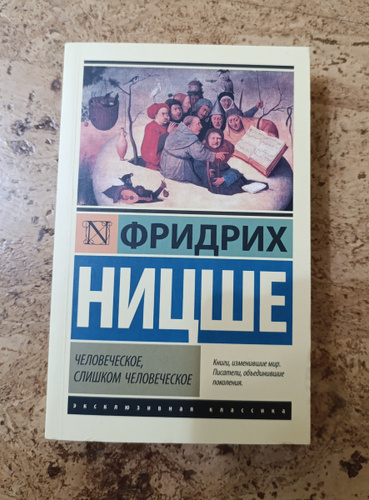 N ФРИДРИХ
НИЦШЕ
ЧЕЛОВЕЧЕСКОЕ,
СЛИШКОМ ЧЕЛОВЕЧЕСКОЕ
Книги, изменившие мир.
Писатели, объединившие
поколения.
ЭКСКЛЮЗИВНАЯ КЛАССИКА